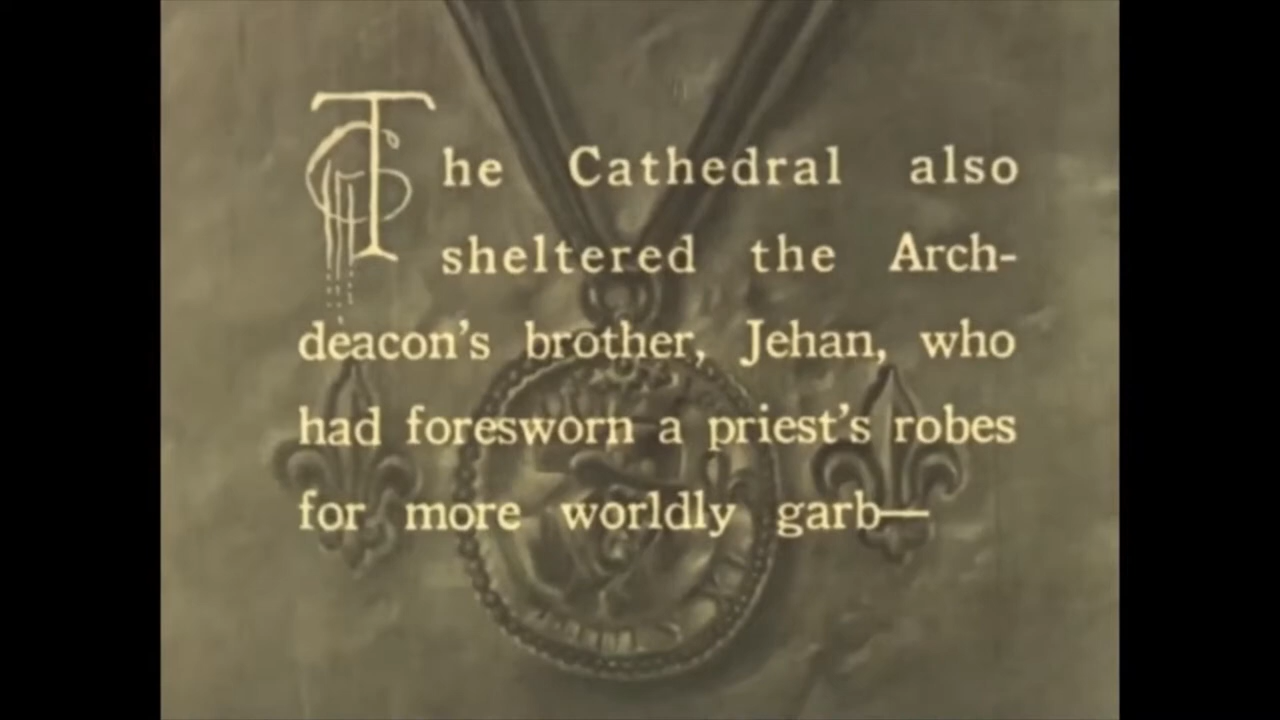 The Cathedral also
sheltered the Arch-
deacon's brother, Jehan, who
had foresworn a priest's robes
for more worldly garb—